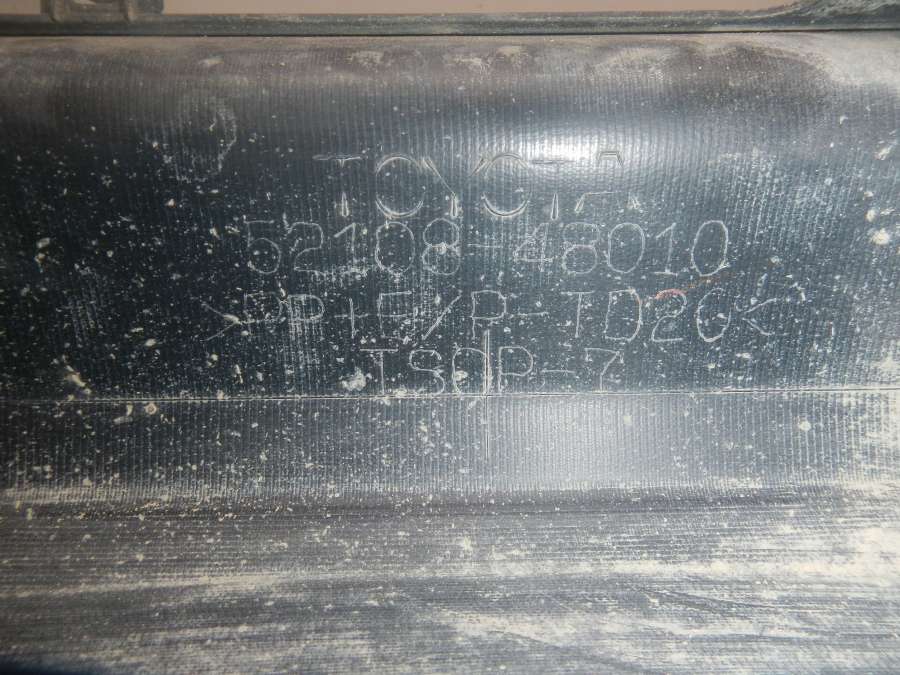 TOYOTA
52108-48010
>PP+E/P-TD20<
TSOP-7